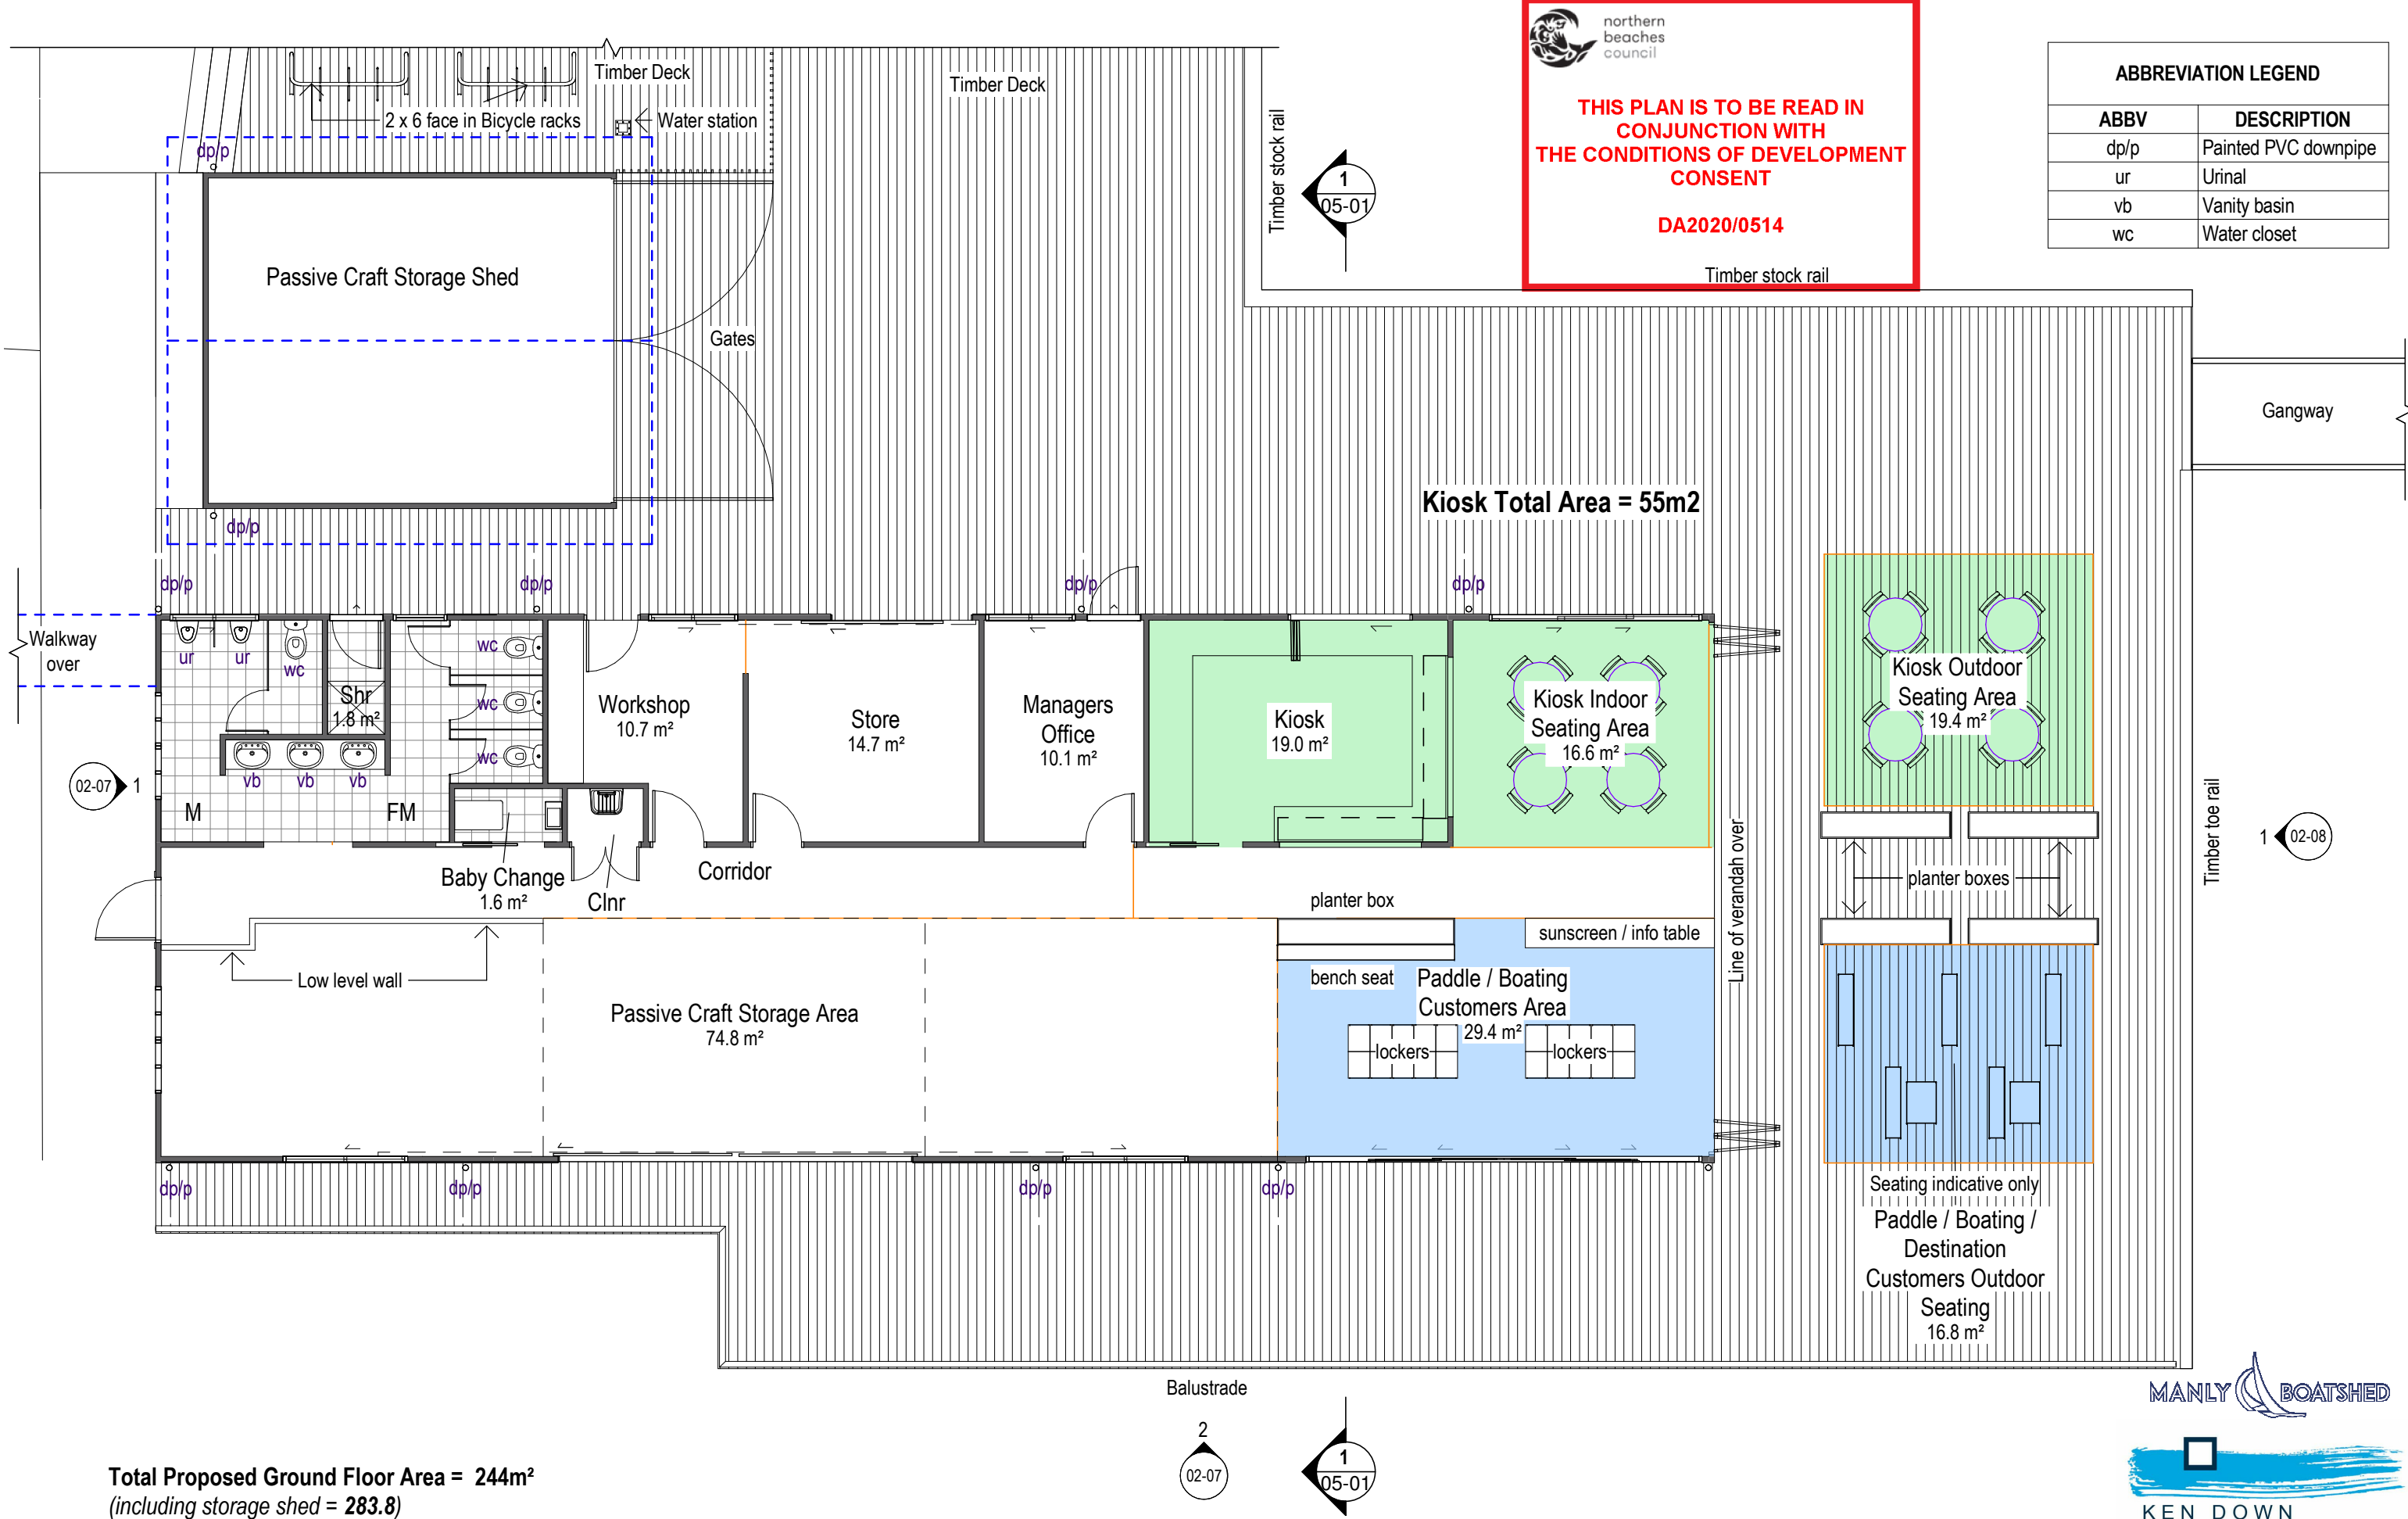 northern
beaches
council
THIS PLAN IS TO BE READ IN
CONJUNCTION WITH
THE CONDITIONS OF DEVELOPMENT
CONSENT
DA2020/0514
Timber stock rail
ABBREVIATION LEGEND
ABBV DESCRIPTION
dp/p Painted PVC downpipe
ur Urinal
vb Vanity basin
wc Water closet
Timber Deck
Timber Deck
2 x 6 face in Bicycle racks
Water station
Timber stock rail
1
05-01
dp/p
Passive Craft Storage Shed
Gates
Gangway
Kiosk Total Area = 55m2
dp/p
dp/p
dp/p
dp/p
dp/p
Walkway
over
ur
ur
wc
Shr
1.8 m²
wc
wc
wc
vb
vb
vb
M
FM
Workshop
10.7 m²
Store
14.7 m²
Managers
Office
10.1 m²
Kiosk
19.0 m²
Kiosk Indoor
Seating Area
16.6 m²
Kiosk Outdoor
Seating Area
19.4 m²
02-07
1
Timber toe rail
1
02-08
Baby Change
1.6 m²
Clnr
Corridor
planter box
Line of verandah over
planter boxes
sunscreen / info table
Low level wall
bench seat
Paddle / Boating
Customers Area
29.4 m²
lockers
lockers
Passive Craft Storage Area
74.8 m²
dp/p
dp/p
dp/p
dp/p
Seating indicative only
Paddle / Boating /
Destination
Customers Outdoor
Seating
16.8 m²
Balustrade
2
02-07
1
05-01
MANLY BOATSHED
KEN DOWN
Total Proposed Ground Floor Area = 244m²
(including storage shed = 283.8)